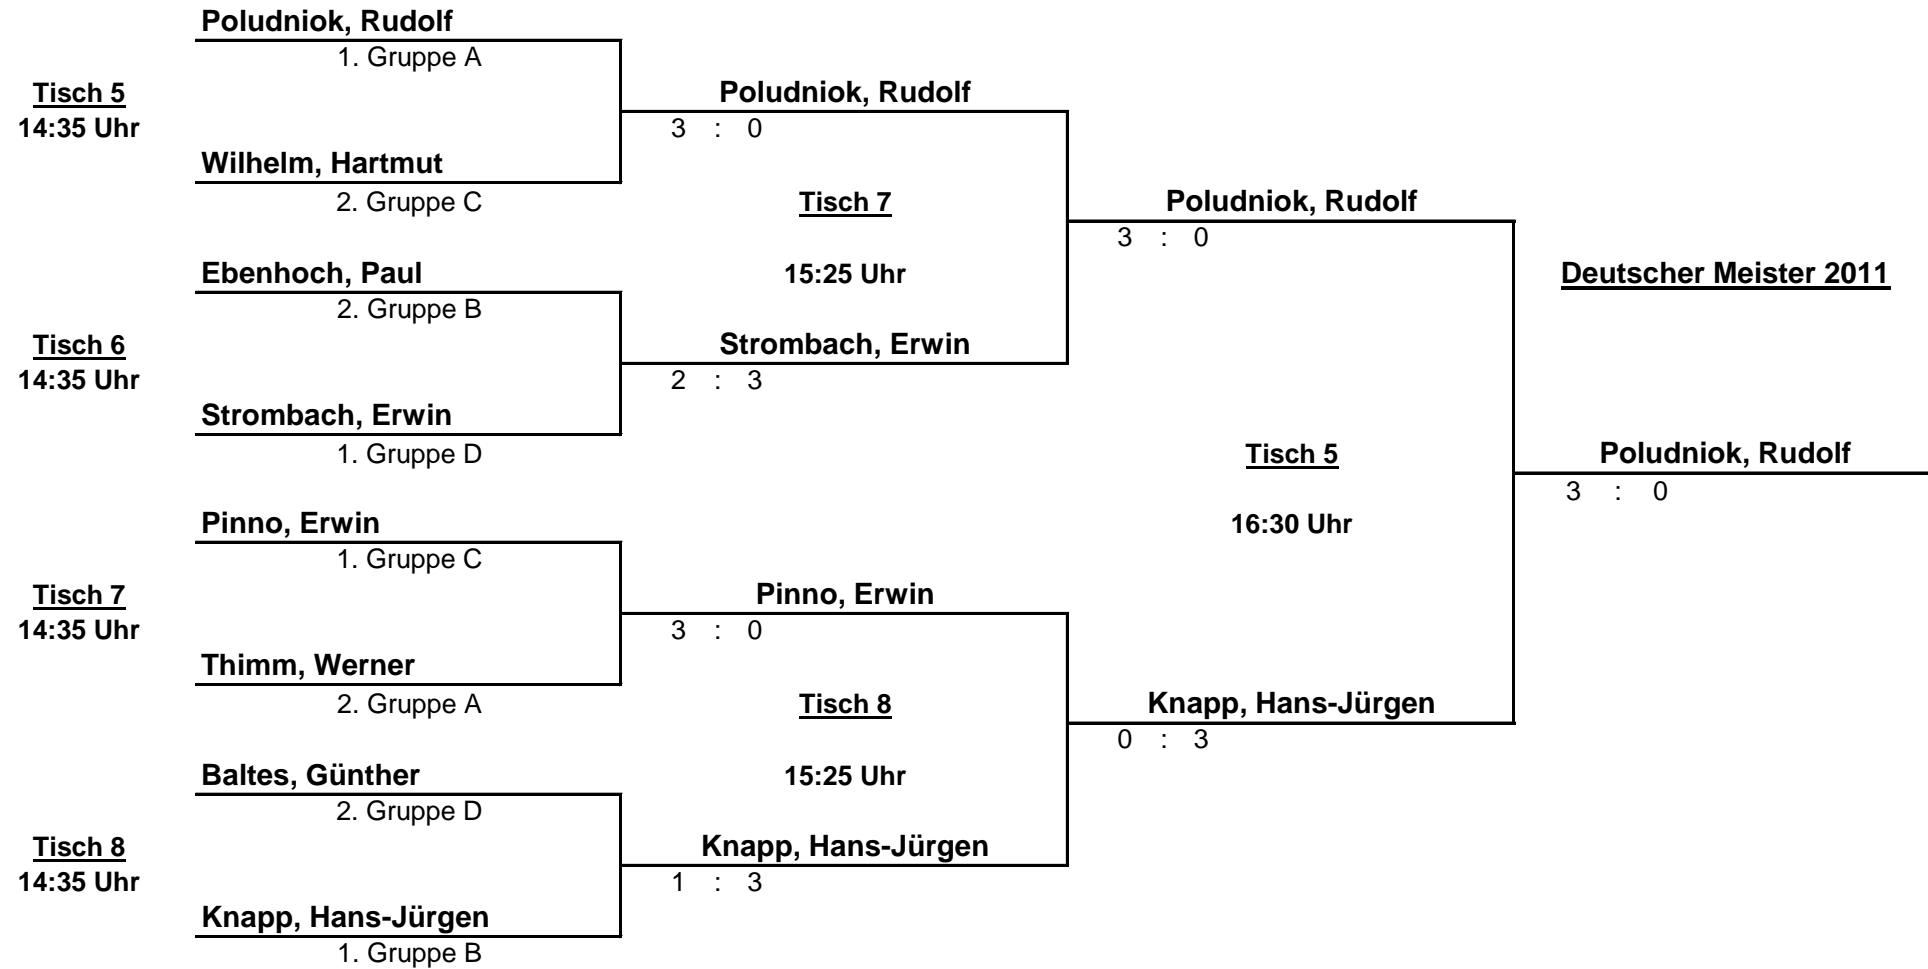 Poludniok, Rudolf
1. Gruppe A
Tisch 5
14:35 Uhr
Poludniok, Rudolf
3 : 0
Wilhelm, Hartmut
2. Gruppe C
Tisch 7
Poludniok, Rudolf
3 : 0
Ebenhoch, Paul
2. Gruppe B
15:25 Uhr
Deutscher Meister 2011
Tisch 6
14:35 Uhr
Strombach, Erwin
2 : 3
Strombach, Erwin
1. Gruppe D
Tisch 5
Poludniok, Rudolf
3 : 0
Pinno, Erwin
1. Gruppe C
16:30 Uhr
Tisch 7
14:35 Uhr
Pinno, Erwin
3 : 0
Thimm, Werner
2. Gruppe A
Tisch 8
Knapp, Hans-Jürgen
0 : 3
Baltes, Günther
2. Gruppe D
15:25 Uhr
Tisch 8
14:35 Uhr
Knapp, Hans-Jürgen
1 : 3
Knapp, Hans-Jürgen
1. Gruppe B